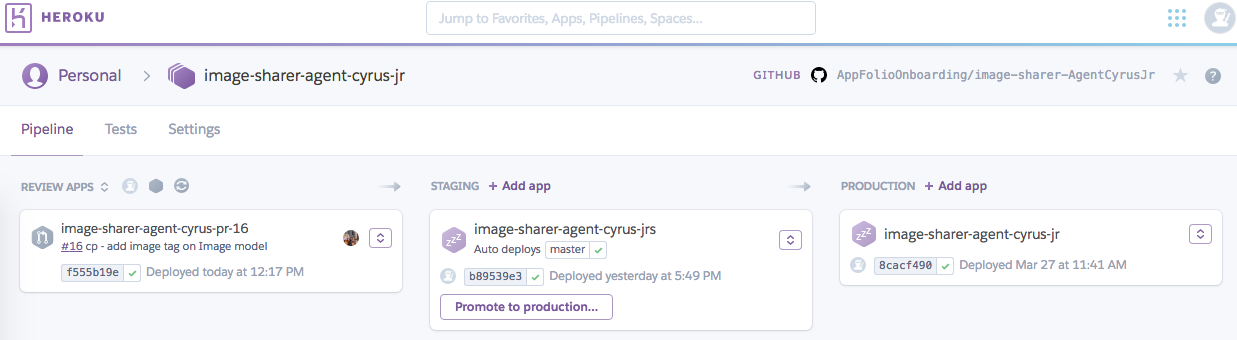 HEROKU
Jump to Favorites, Apps, Pipelines, Spaces...
Personal > image-sharer-agent-cyrus-jr
GITHUB AppFolioOnboarding/image-sharer-AgentCyrusJr ?
Pipeline Tests Settings
REVIEW APPS
image-sharer-agent-cyrus-pr-16
#16 cp - add image tag on Image model
f555b19e Deployed today at 12:17 PM
STAGING + Add app
zzz
image-sharer-agent-cyrus-jrs
Auto deploys master
b89539e3 Deployed yesterday at 5:49 PM
Promote to production...
PRODUCTION + Add app
zzz
image-sharer-agent-cyrus-jr
8cacf490 Deployed Mar 27 at 11:41 AM